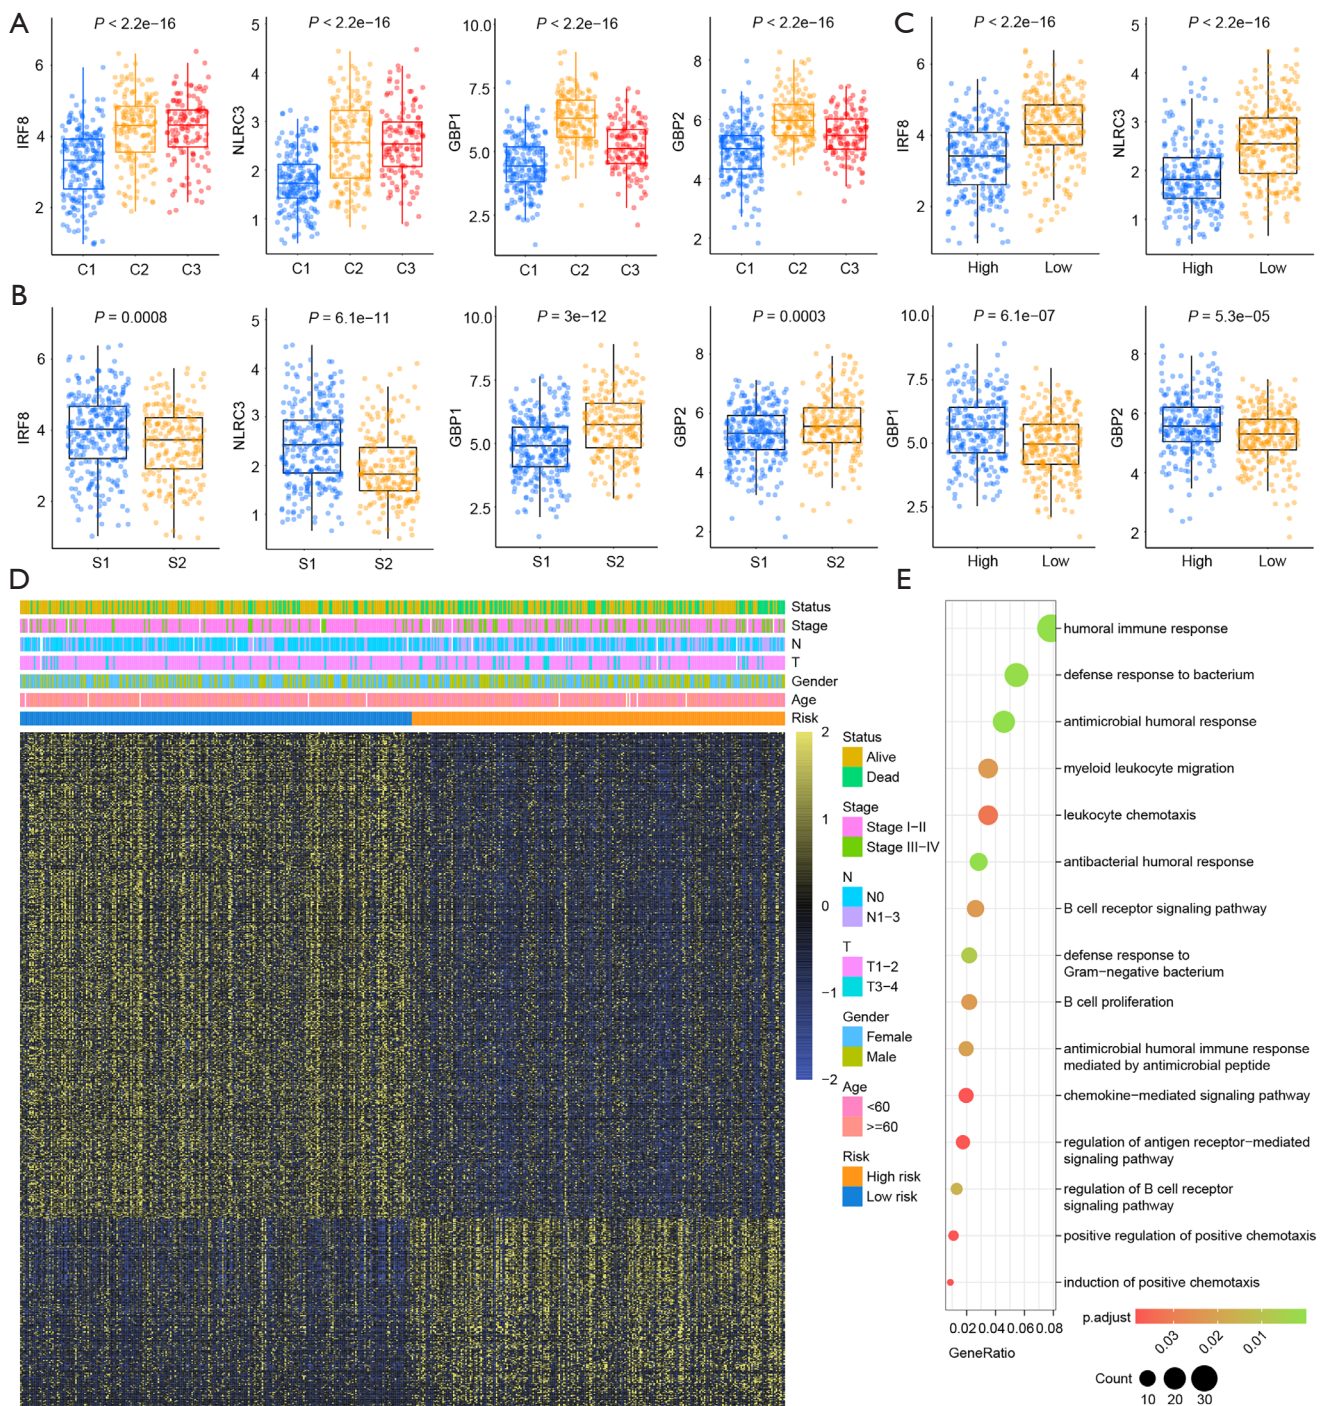 A
P < 2.2e−16
IRF8
6
4
2
C1
C2
C3
P < 2.2e−16
NLRC3
5
4
3
2
1
C1
C2
C3
P < 2.2e−16
GBP1
10.0
7.5
5.0
2.5
C1
C2
C3
P < 2.2e−16
GBP2
8
6
4
2
C1
C2
C3
C
P < 2.2e−16
IRF8
6
4
2
High
Low
P < 2.2e−16
NLRC3
5
4
3
2
1
High
Low
B
P = 0.0008
IRF8
6
4
2
S1
S2
P = 6.1e−11
NLRC3
5
4
3
2
1
S1
S2
P = 3e−12
GBP1
10.0
7.5
5.0
2.5
S1
S2
P = 0.0003
GBP2
8
6
4
2
S1
S2
P = 6.1e−07
GBP1
10.0
7.5
5.0
2.5
High
Low
P = 5.3e−05
GBP2
8
6
4
2
High
Low
D
Status
Stage
N
T
Gender
Age
Risk
2
1
0
−1
−2
Status
Alive
Dead
Stage
Stage I−II
Stage III−IV
N
N0
N1−3
T
T1−2
T3−4
Gender
Female
Male
Age
<60
>=60
Risk
High risk
Low risk
E
humoral immune response
defense response to bacterium
antimicrobial humoral response
myeloid leukocyte migration
leukocyte chemotaxis
antibacterial humoral response
B cell receptor signaling pathway
defense response to
Gram−negative bacterium
B cell proliferation
antimicrobial humoral immune response
mediated by antimicrobial peptide
chemokine−mediated signaling pathway
regulation of antigen receptor−mediated
signaling pathway
regulation of B cell receptor
signaling pathway
positive regulation of positive chemotaxis
induction of positive chemotaxis
0.02 0.04 0.06 0.08
GeneRatio
p.adjust
0.03
0.02
0.01
Count
10 20 30